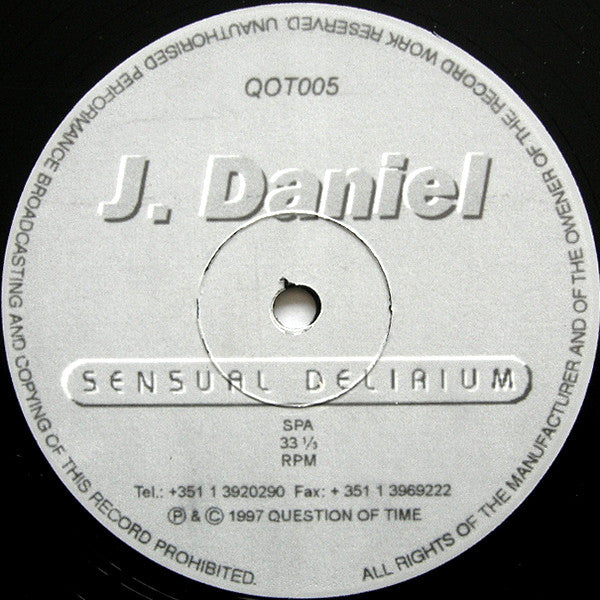 ALL RIGHTS OF THE MANUFACTURER AND OF THE OWENER OF THE RECORD WORK RESERVED. UNAUTHORISED PERFORMANCE BROADCASTING AND COPYING OF THIS RECORD PROHIBITED.
QOT005
J. Daniel
SENSUAL DELIRIUM
SPA
33 ⅓
RPM
Tel.: +351 1 3920290 Fax: + 351 1 3969222
Ⓟ & © 1997 QUESTION OF TIME